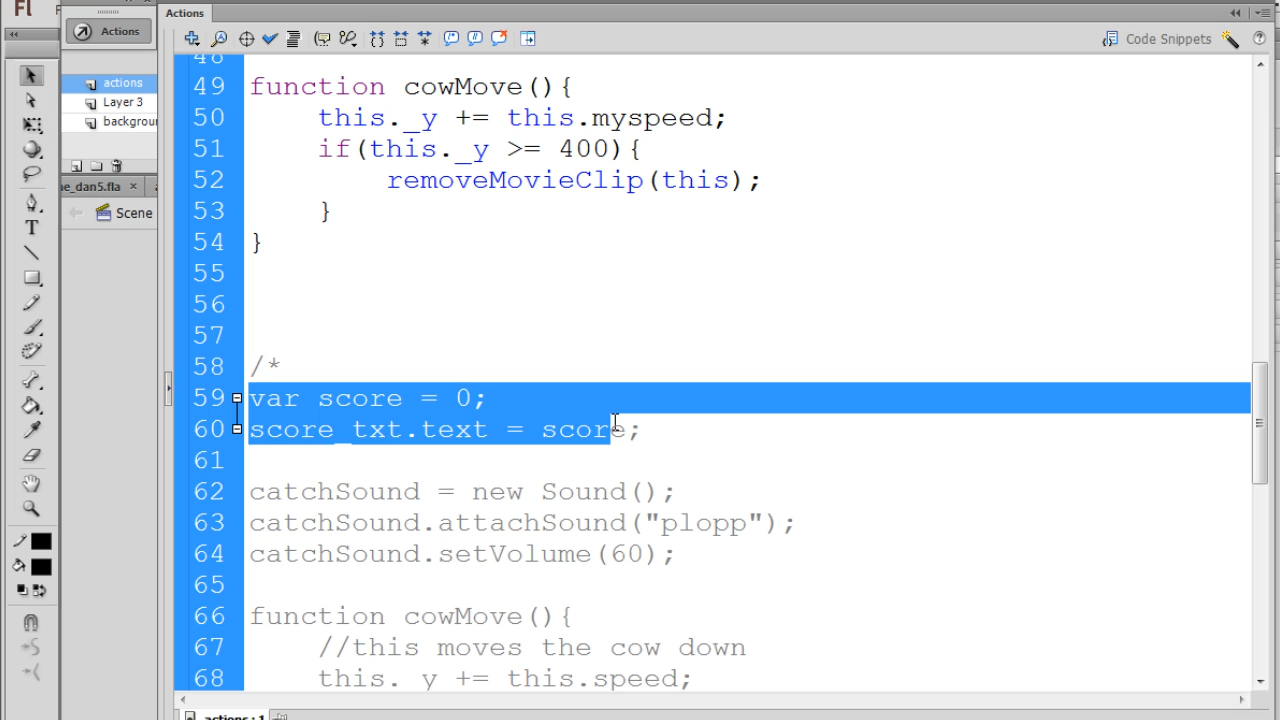 Fl
Actions
Actions
Code Snippets
actions
Layer 3
backgrou
ne_dan5.fla ×
Scene
48
49 function cowMove(){
50 this._y += this.myspeed;
51 if(this._y >= 400){
52 removeMovieClip(this);
53 }
54 }
55
56
57
58 /*
59 var score = 0;
60 score_txt.text = score;
61
62 catchSound = new Sound();
63 catchSound.attachSound("plopp");
64 catchSound.setVolume(60);
65
66 function cowMove(){
67 //this moves the cow down
68 this._y += this.speed;
actions : 1